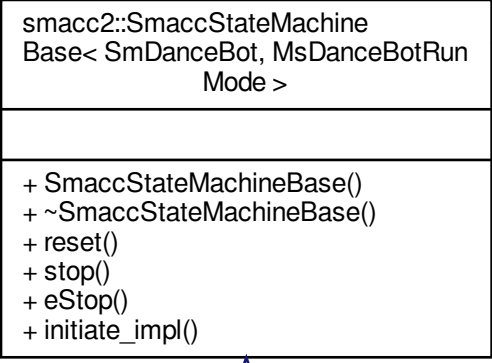 smacc2::SmaccStateMachine
Base< SmDanceBot, MsDanceBotRun
Mode >
+ SmaccStateMachineBase()
+ ~SmaccStateMachineBase()
+ reset()
+ stop()
+ eStop()
+ initiate_impl()